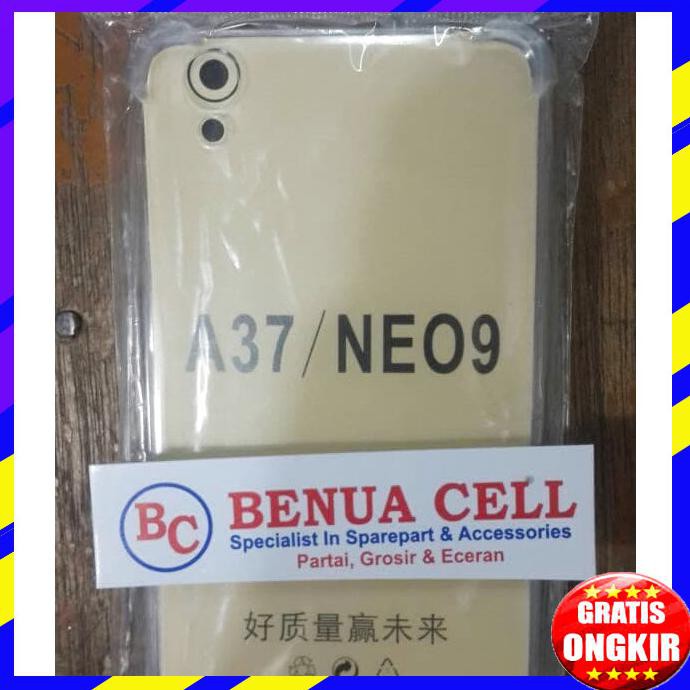 A37/NEO9
BC
BENUA CELL
Specialist In Sparepart & Accessories
Partai, Grosir & Eceran
好质量赢未来
GRATIS
ONGKIR